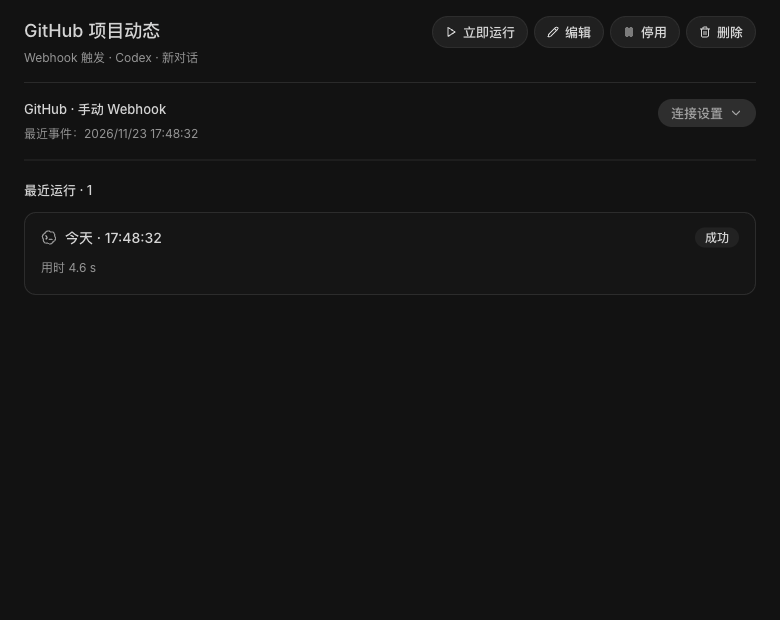 GitHub 项目动态
立即运行 编辑 停用 删除
Webhook 触发 · Codex · 新对话
GitHub · 手动 Webhook
连接设置
最近事件：2026/11/23 17:48:32
最近运行 · 1
今天 · 17:48:32
成功
用时 4.6 s